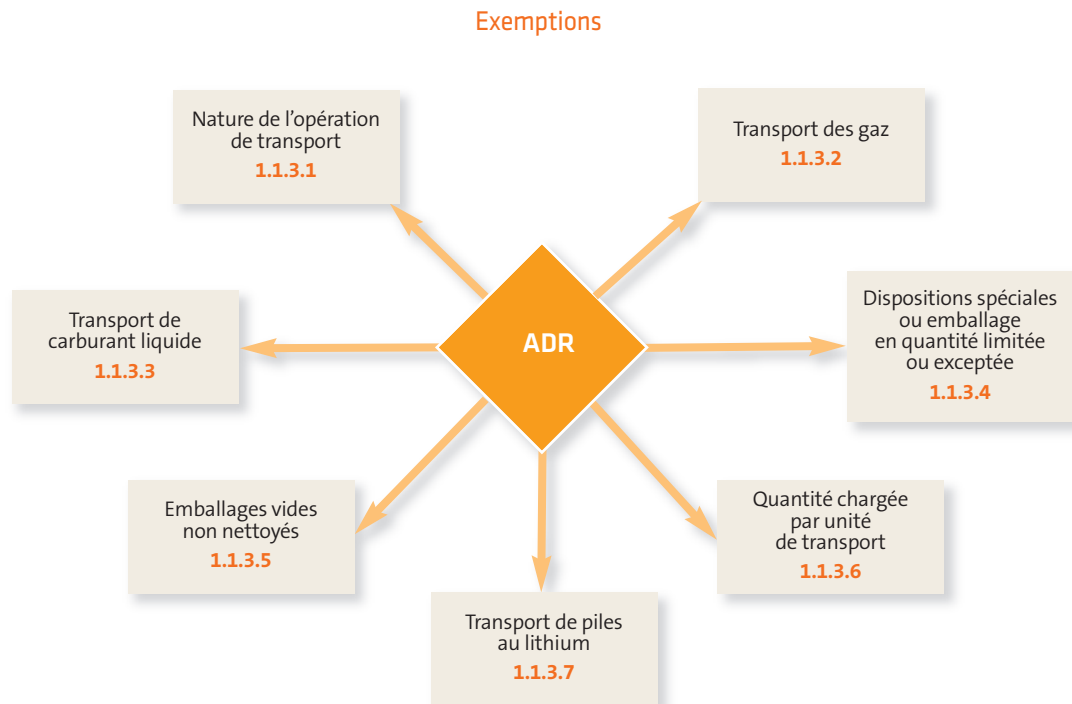 Exemptions
Nature de l’opération
de transport
1.1.3.1
Transport des gaz
1.1.3.2
Transport de
carburant liquide
1.1.3.3
ADR
Dispositions spéciales
ou emballage
en quantité limitée
ou exceptée
1.1.3.4
Emballages vides
non nettoyés
1.1.3.5
Quantité chargée
par unité
de transport
1.1.3.6
Transport de piles
au lithium
1.1.3.7